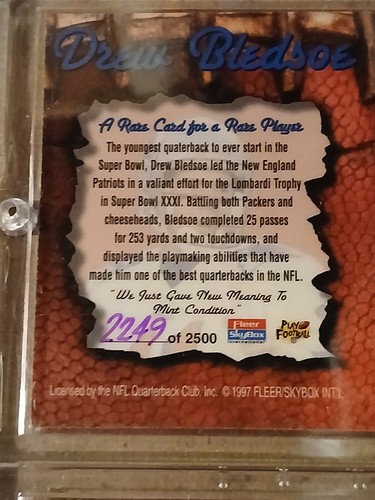 Drew Bledsoe
A Rare Card for a Rare Player
The youngest quaterback to ever start in the
Super Bowl, Drew Bledsoe led the New England
Patriots in a valiant effort for the Lombardi Trophy
in Super Bowl XXXI. Battling both Packers and
cheeseheads, Bledsoe completed 25 passes
for 253 yards and two touchdowns, and
displayed the playmaking abilities that have
made him one of the best quarterbacks in the NFL.
"We Just Gave New Meaning To
Mint Condition"
2249 of 2500
Fleer
SkyBox
International
PLAY
FOOTBALL
Licensed by the NFL Quarterback Club, Inc. © 1997 FLEER/SKYBOX INT'L